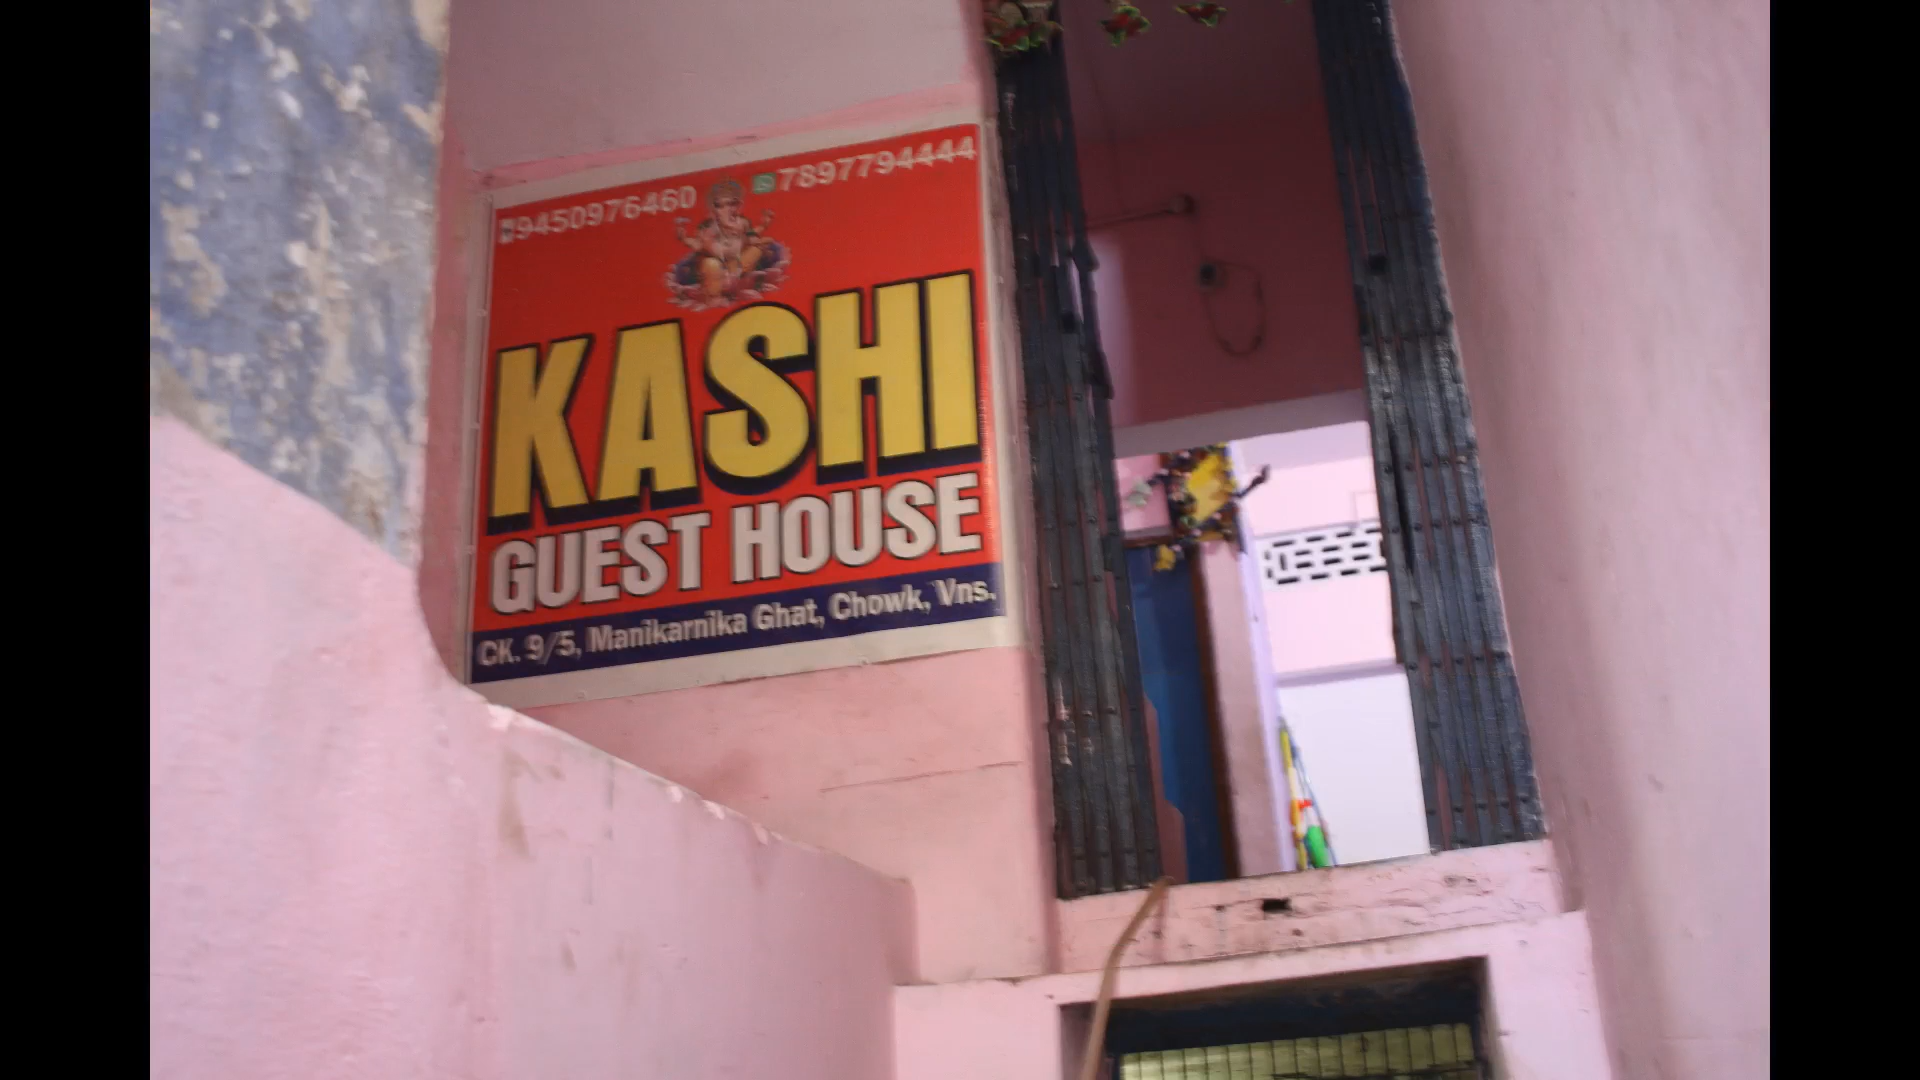 9450976460 7897794444
KASHI
GUEST HOUSE
CK. 9/5, Manikarnika Ghat, Chowk, Vns.